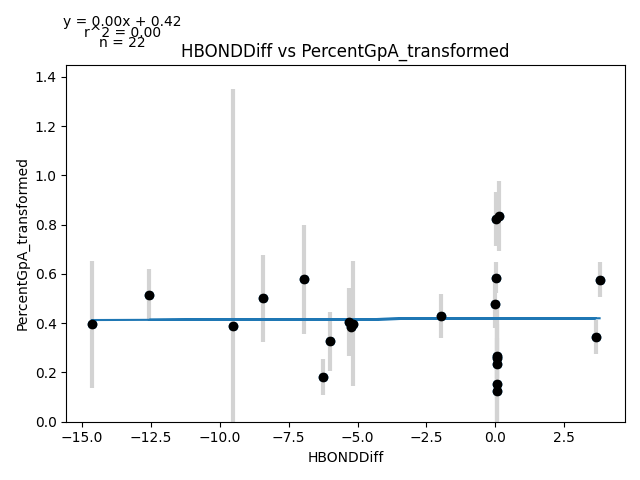 y = 0.00x + 0.42
r^2 = 0.00
n = 22
HBONDDiff vs PercentGpA_transformed
1.4
1.2
1.0
0.8
0.6
0.4
0.2
0.0
PercentGpA_transformed
−15.0 −12.5 −10.0 −7.5 −5.0 −2.5 0.0 2.5
HBONDDiff